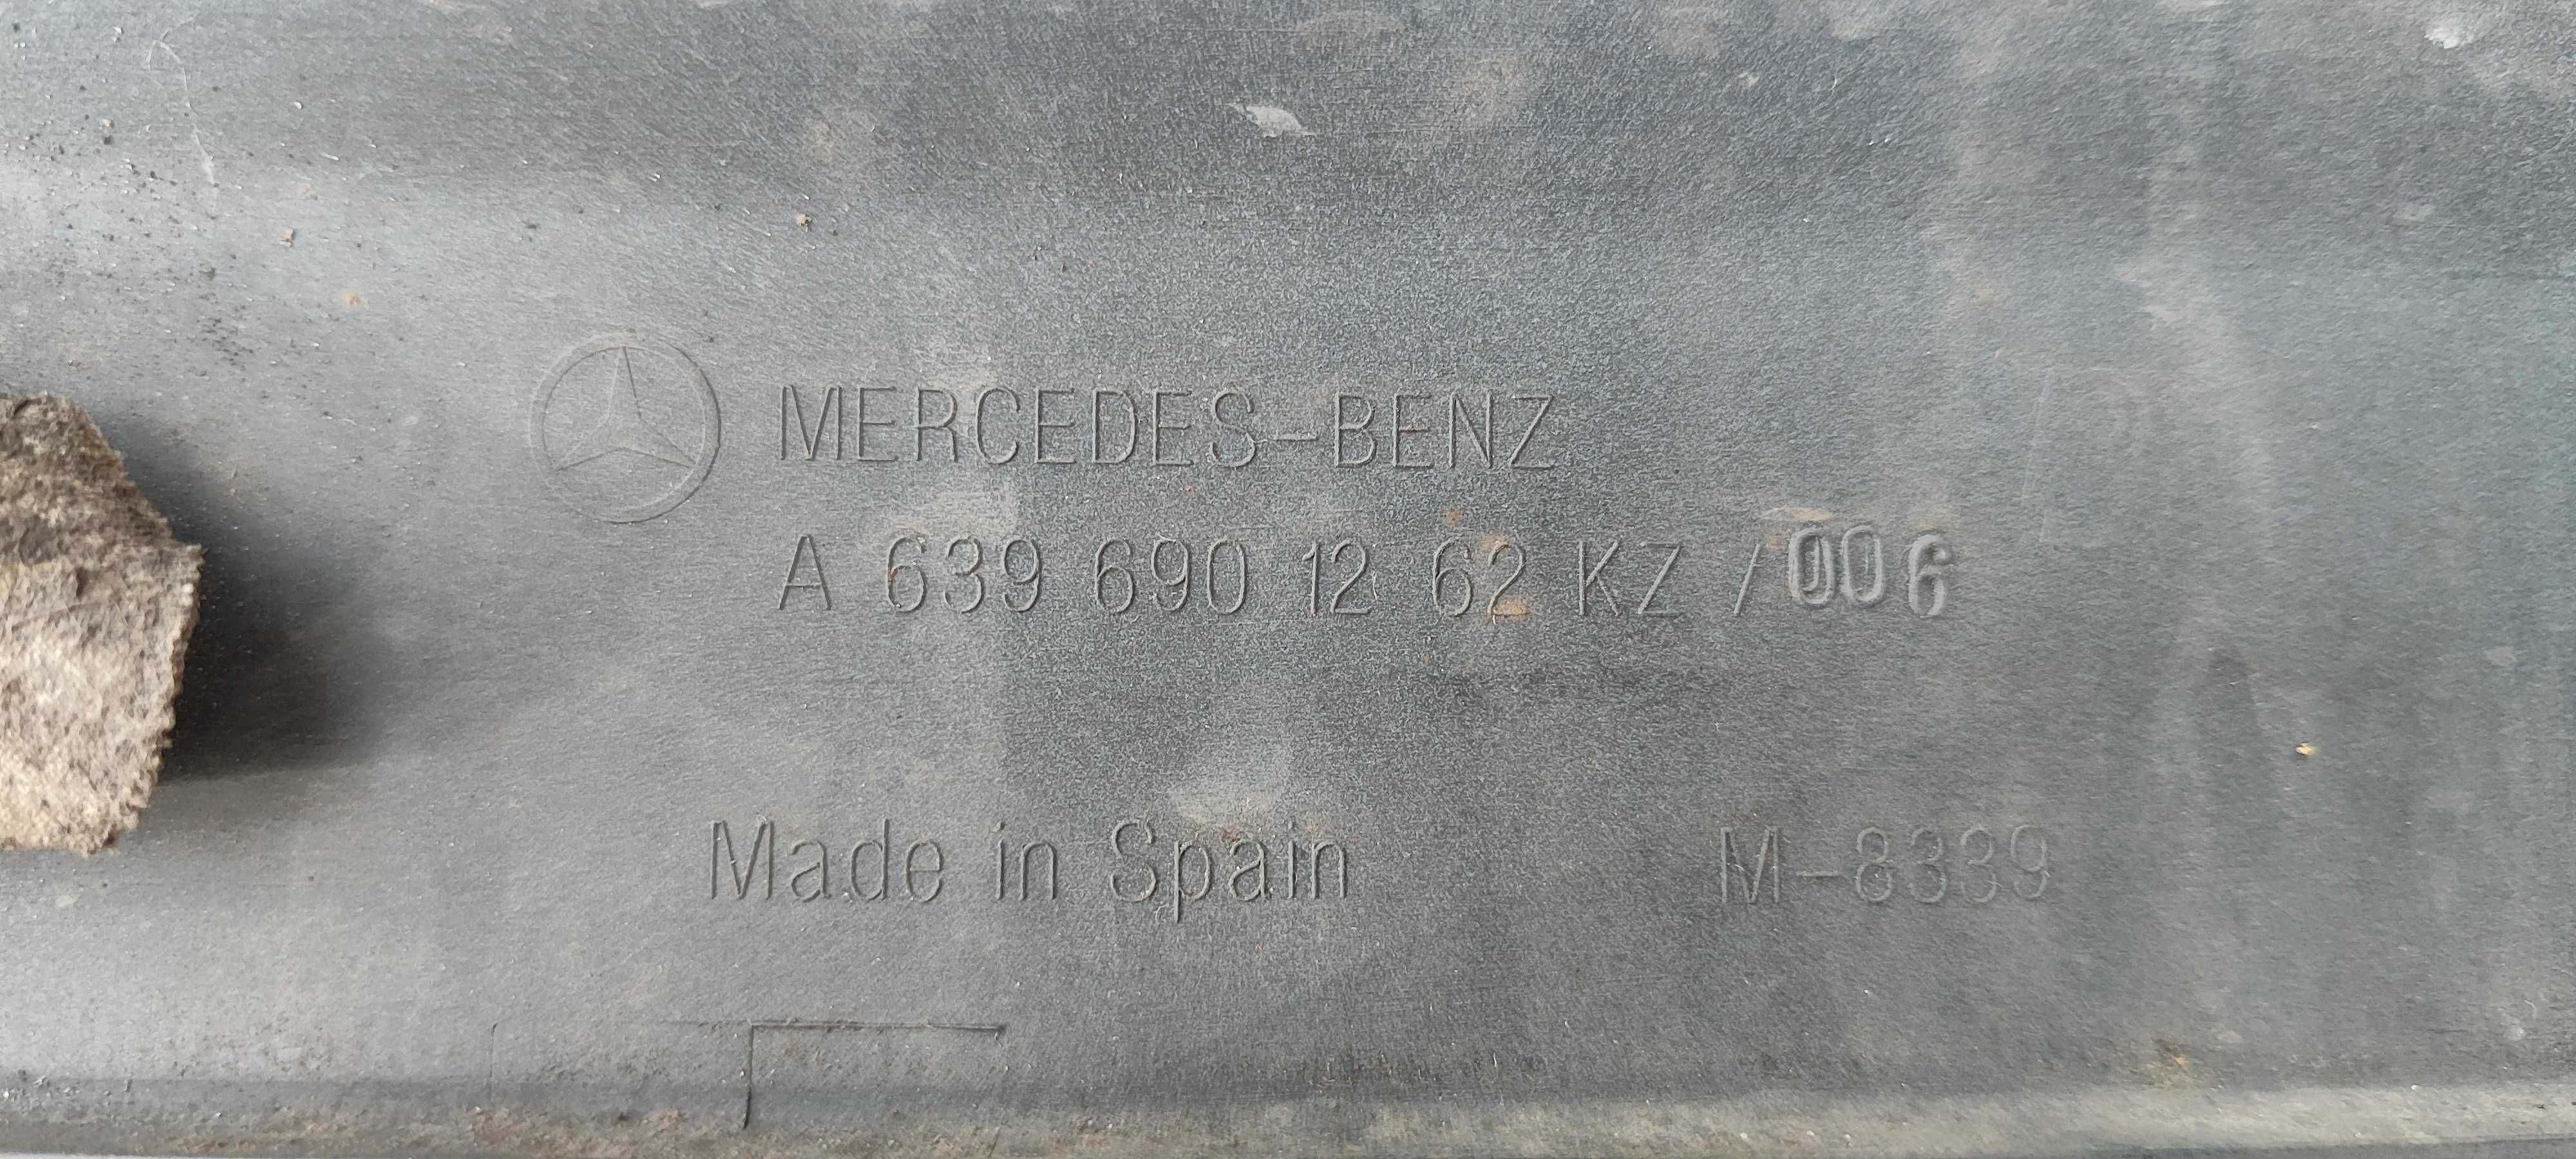 MERCEDES-BENZ
A 639 690 12 62 KZ /006
Made in Spain
M-8339